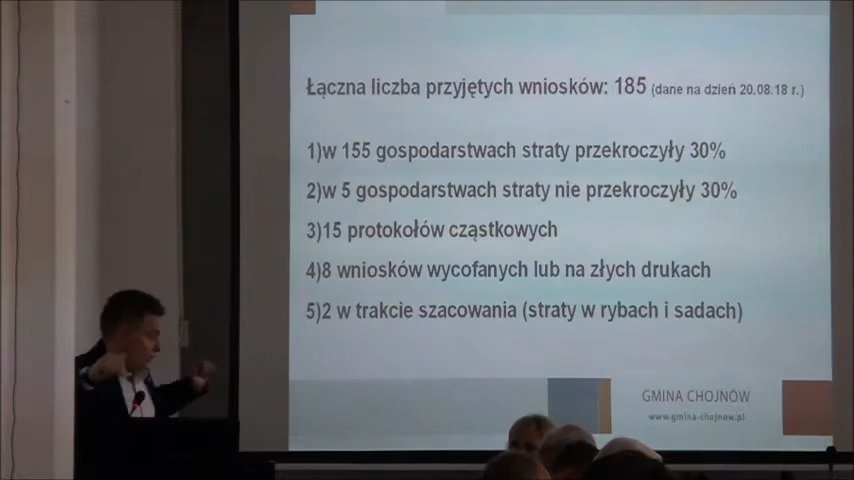 Łączna liczba przyjętych wniosków: 185 (dane na dzień 20.08.18 r.)
1)w 155 gospodarstwach straty przekroczyły 30%
2)w 5 gospodarstwach straty nie przekroczyły 30%
3)15 protokołów cząstkowych
4)8 wniosków wycofanych lub na złych drukach
5)2 w trakcie szacowania (straty w rybach i sadach)
GMINA CHOJNÓW
www.gmina-chojnow.pl